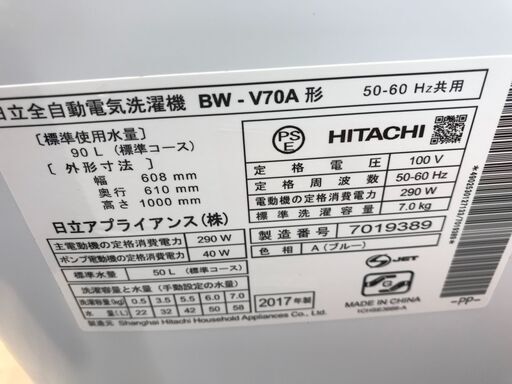 日立全自動電気洗濯機 BW-V70A 形 50-60 Hz共用
[標準使用水量]
90 L (標準コース)
[外形寸法]
幅 608 mm
奥行 610 mm
高さ 1000 mm
日立アプライアンス(株)
主電動機の定格消費電力 290 W
ポンプ電動機の定格消費電力 40 W
標準水量 50 L (標準コース)
洗濯容量と水量 (手動設定の水量)
洗濯容量(kg) 0.5 3.5 5.5 6.0 7.0
水量(L) 22 32 42 50 58
製造元 Shanghai Hitachi Household Appliances Co., Ltd.
PS
E
HITACHI
定格電圧 100 V
定格周波数 50-60 Hz
電動機の定格消費電力 290 W
標準洗濯容量 7.0kg
製造番号 7019389
色相 A (ブルー)
2017年製
S-JET
MADE IN CHINA
-PP-